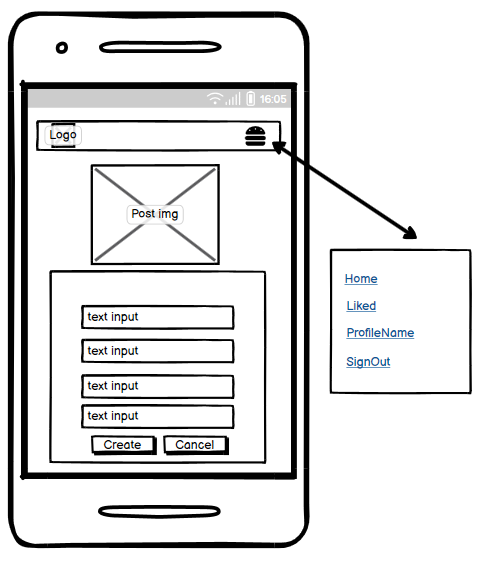 16:05
Logo
Post img
text input
text input
text input
text input
Create
Cancel
Home
Liked
ProfileName
SignOut